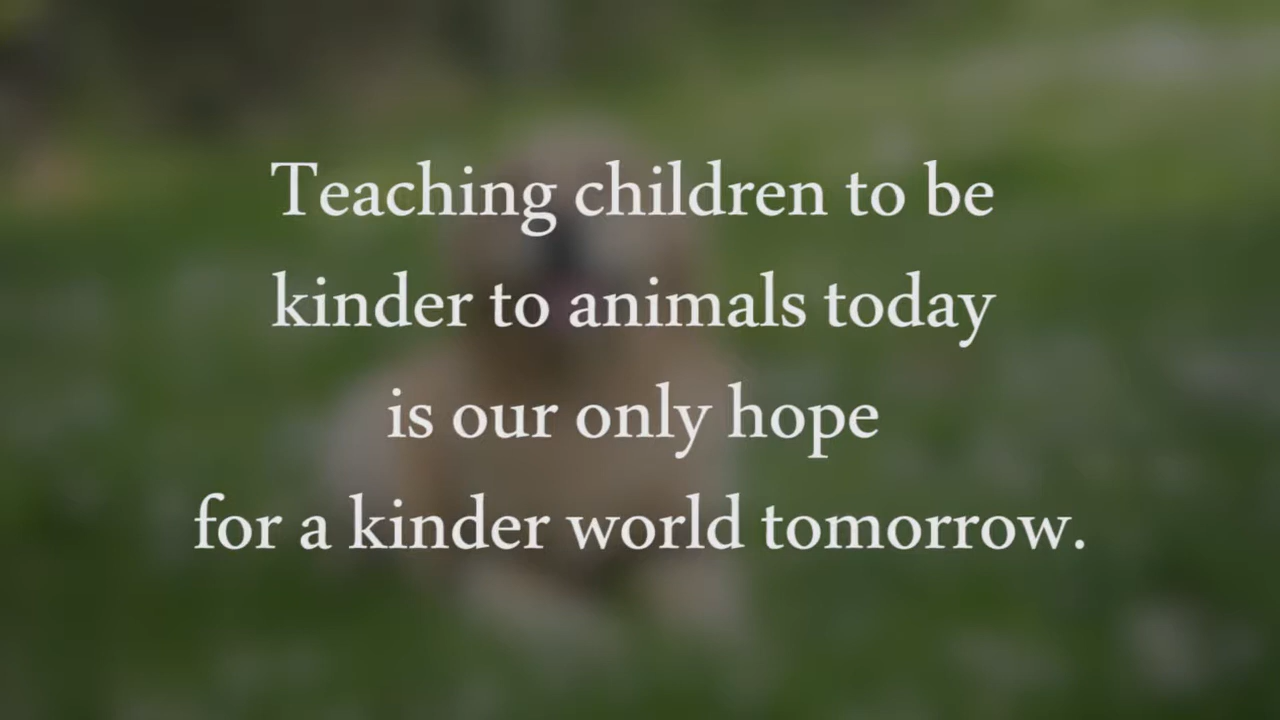 Teaching children to be
kinder to animals today
is our only hope
for a kinder world tomorrow.